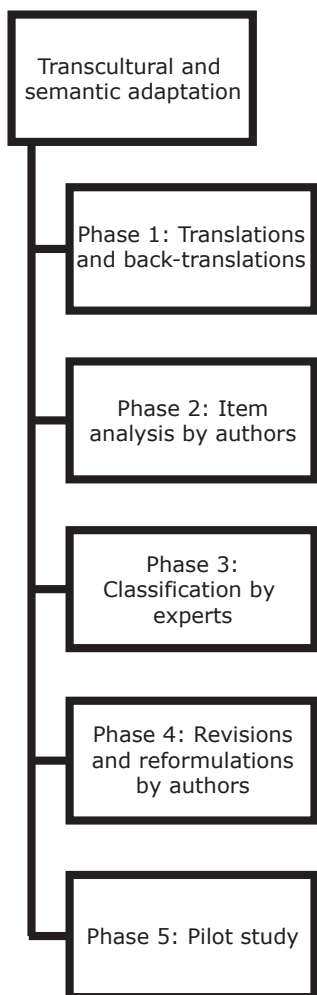 Transcultural and
semantic adaptation
Phase 1: Translations
and back-translations
Phase 2: Item
analysis by authors
Phase 3:
Classification by
experts
Phase 4: Revisions
and reformulations
by authors
Phase 5: Pilot study